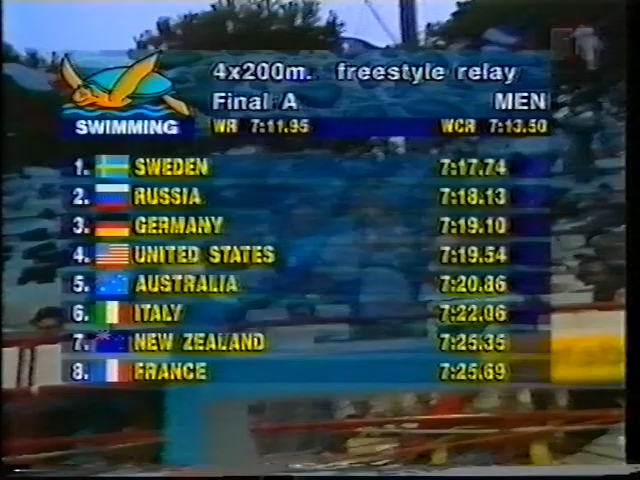 4x200m. freestyle relay
Final A MEN
SWIMMING
WR 7:11.95 WCR 7:13.50
1. SWEDEN 7:17.74
2. RUSSIA 7:18.13
3. GERMANY 7:19.10
4. UNITED STATES 7:19.54
5. AUSTRALIA 7:20.86
6. ITALY 7:22.06
7. NEW ZEALAND 7:25.35
8. FRANCE 7:25.69